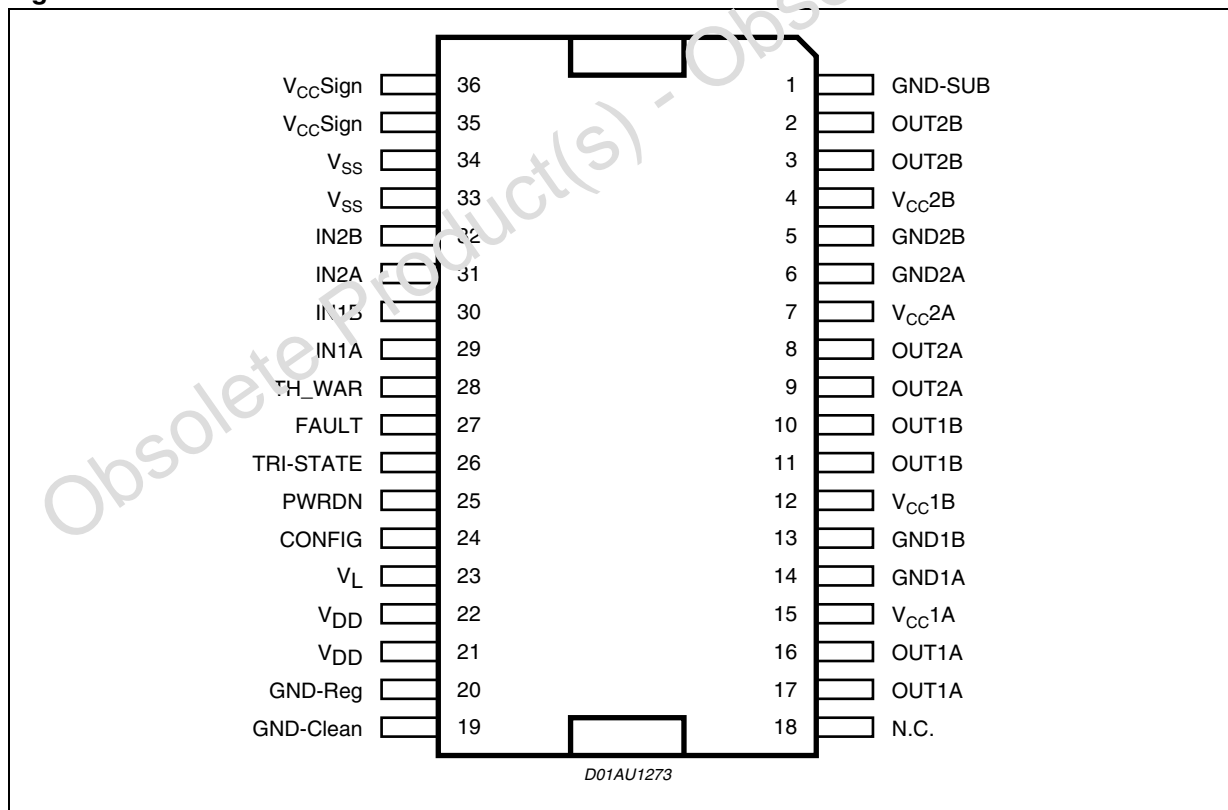 VCCSign 36 1 GND-SUB
VCCSign 35 2 OUT2B
VSS 34 3 OUT2B
VSS 33 4 VCC2B
IN2B 32 5 GND2B
IN2A 31 6 GND2A
IN1B 30 7 VCC2A
IN1A 29 8 OUT2A
TH_WAR 28 9 OUT2A
FAULT 27 10 OUT1B
TRI-STATE 26 11 OUT1B
PWRDN 25 12 VCC1B
CONFIG 24 13 GND1B
VL 23 14 GND1A
VDD 22 15 VCC1A
VDD 21 16 OUT1A
GND-Reg 20 17 OUT1A
GND-Clean 19 18 N.C.
D01AU1273
Obsolete Product(s) -